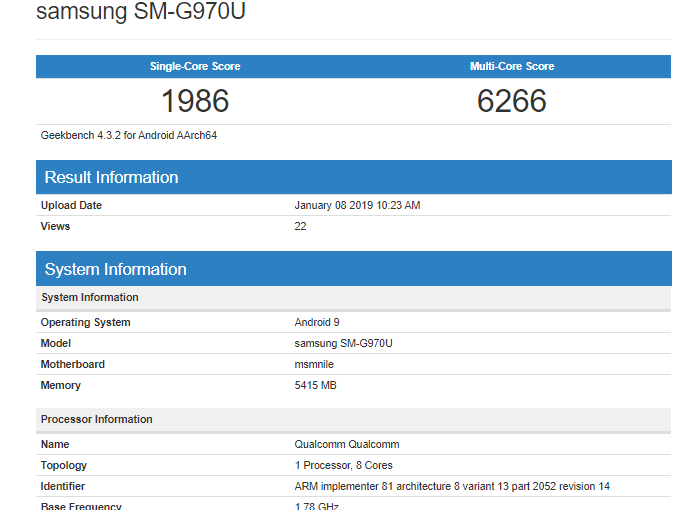 samsung SM-G970U
Single-Core Score Multi-Core Score
1986 6266
Geekbench 4.3.2 for Android AArch64
Result Information
Upload Date January 08 2019 10:23 AM
Views 22
System Information
System Information
Operating System Android 9
Model samsung SM-G970U
Motherboard msmnile
Memory 5415 MB
Processor Information
Name Qualcomm Qualcomm
Topology 1 Processor, 8 Cores
Identifier ARM implementer 81 architecture 8 variant 13 part 2052 revision 14
Base Frequency 1.78 GHz